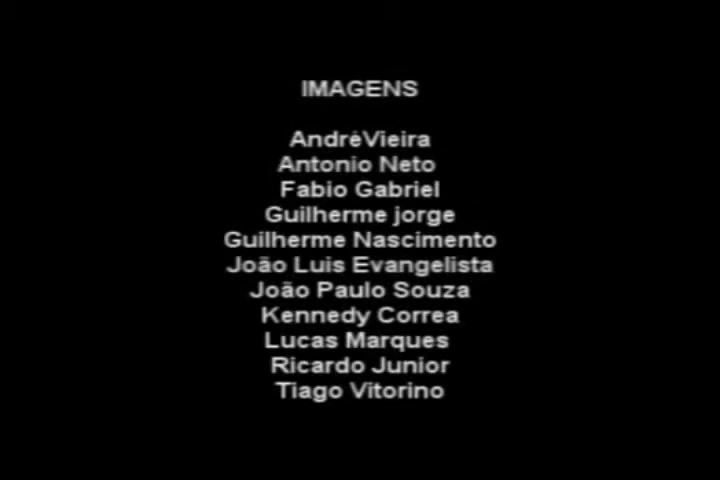 IMAGENS
AndréVieira
Antonio Neto
Fabio Gabriel
Guilherme jorge
Guilherme Nascimento
João Luis Evangelista
João Paulo Souza
Kennedy Correa
Lucas Marques
Ricardo Junior
Tiago Vitorino